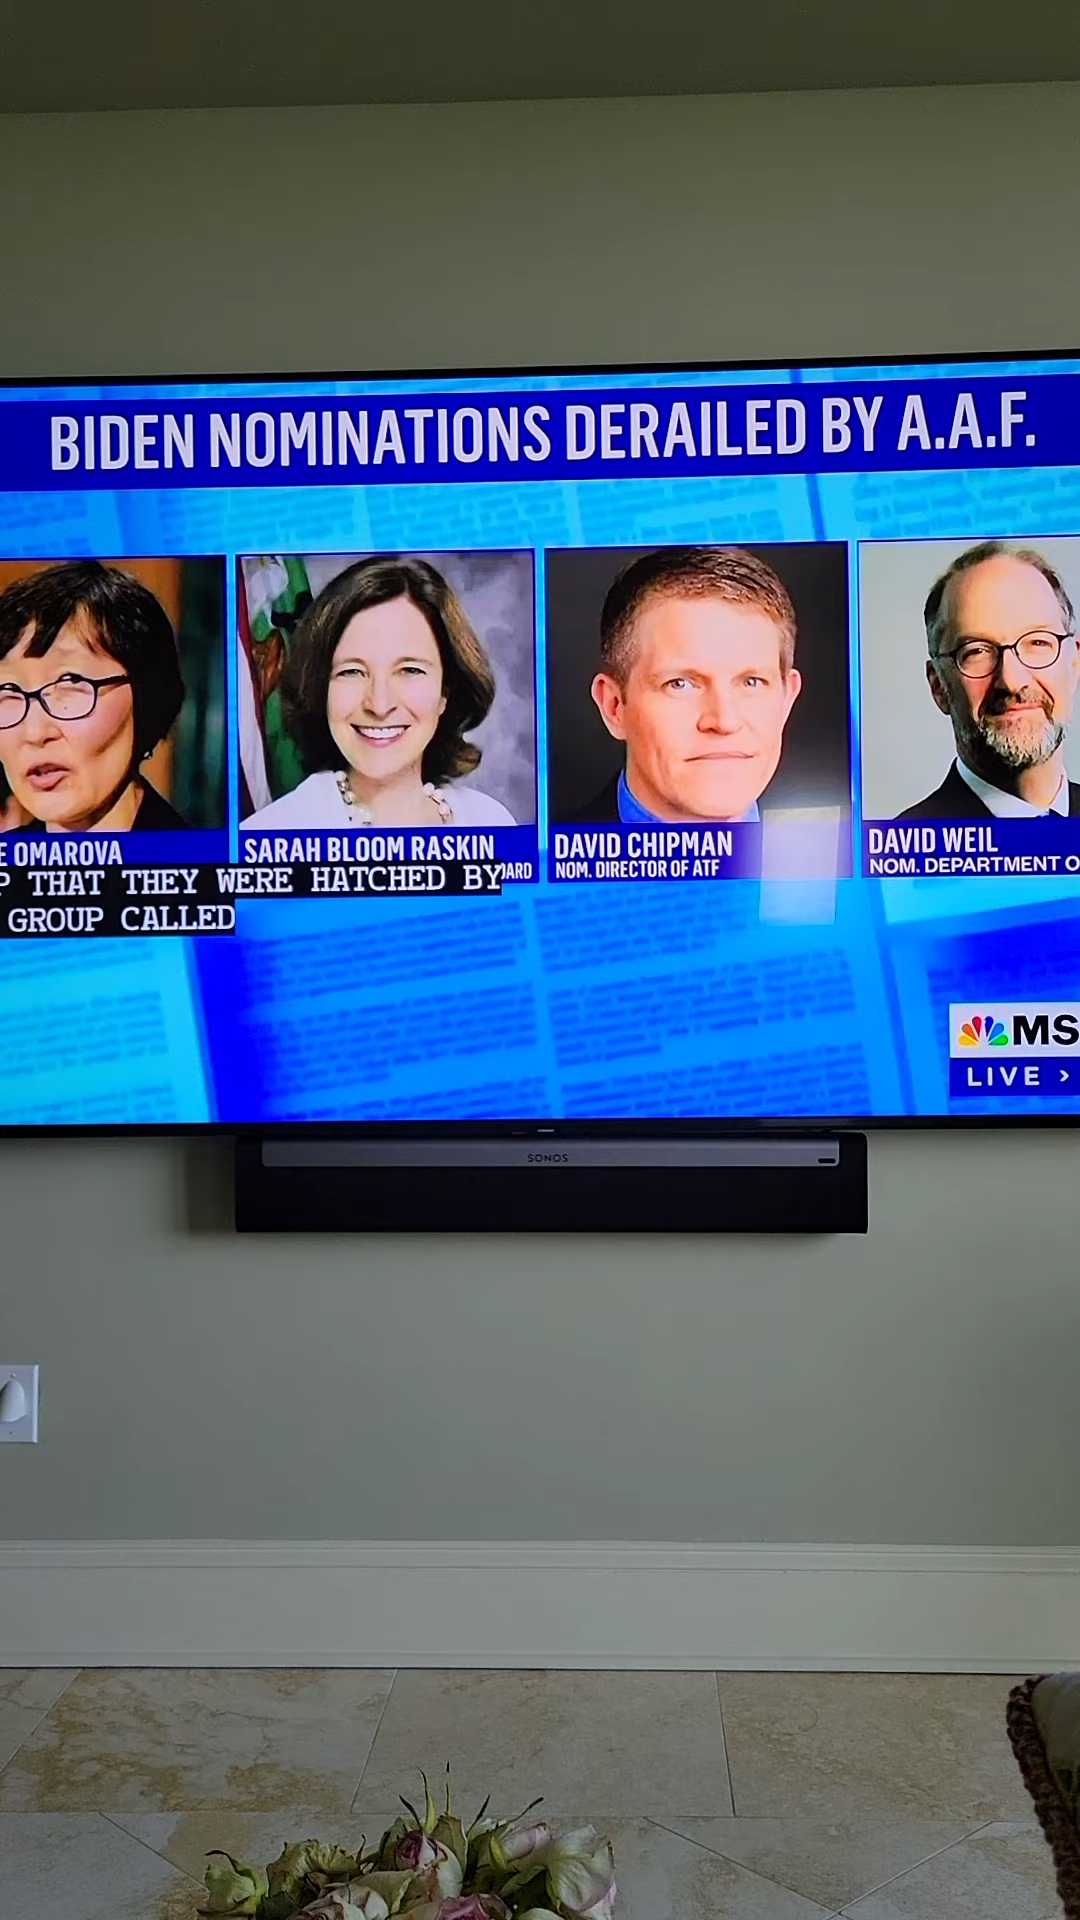 BIDEN NOMINATIONS DERAILED BY A.A.F.
E OMAROVA
SARAH BLOOM RASKIN
DAVID CHIPMAN
NOM. DIRECTOR OF ATF
DAVID WEIL
NOM. DEPARTMENT O
P THAT THEY WERE HATCHED BY
GROUP CALLED
MS
LIVE >
SONOS